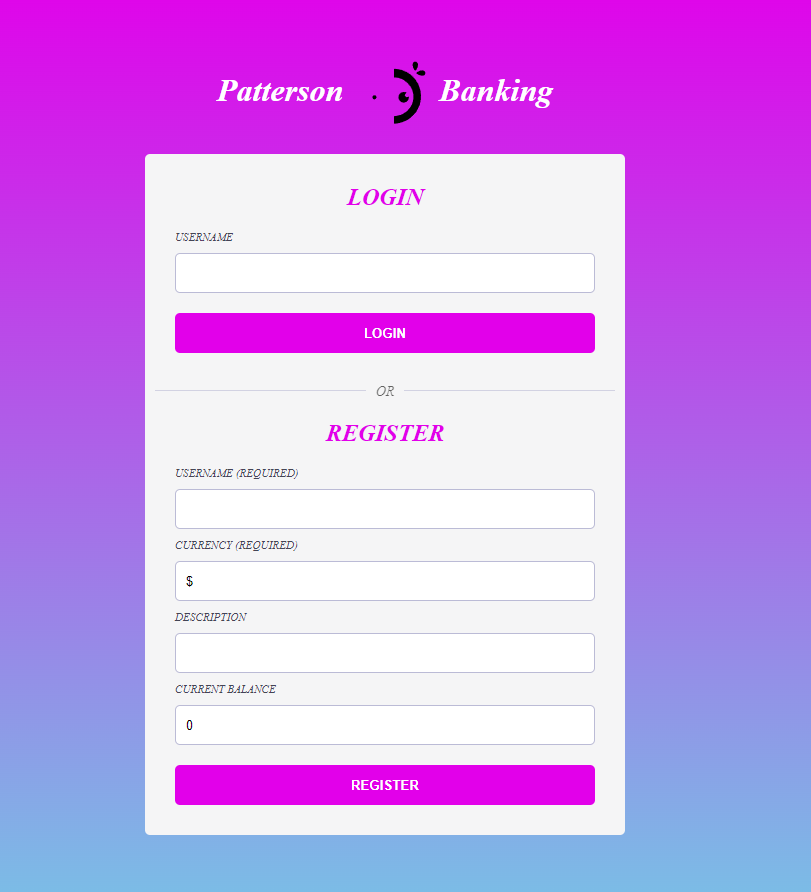 Patterson Banking
LOGIN
USERNAME
LOGIN
OR
REGISTER
USERNAME (REQUIRED)
CURRENCY (REQUIRED)
$
DESCRIPTION
CURRENT BALANCE
0
REGISTER